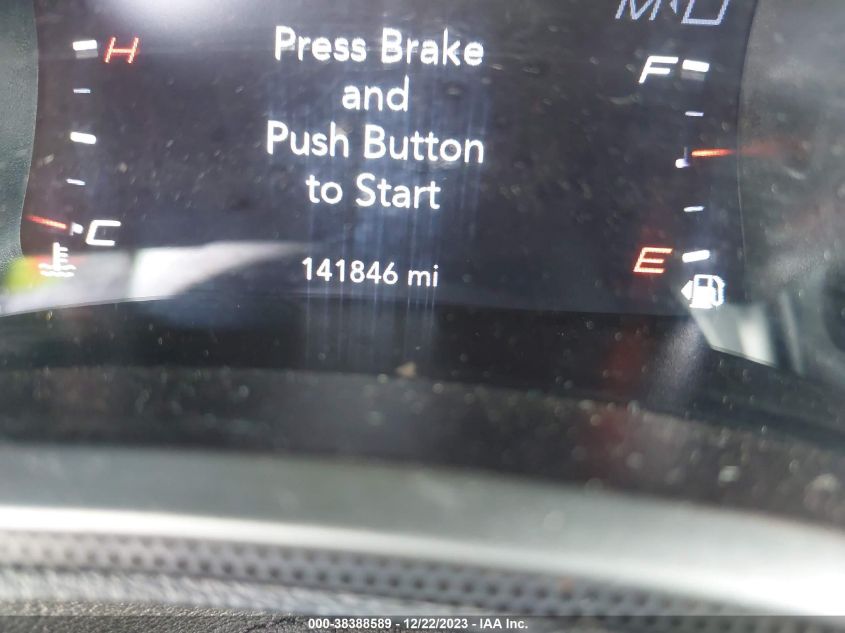 H
Press Brake
F
and
Push Button
to Start
C
141846 mi
E
000-38388589 - 12/22/2023 - IAA Inc.